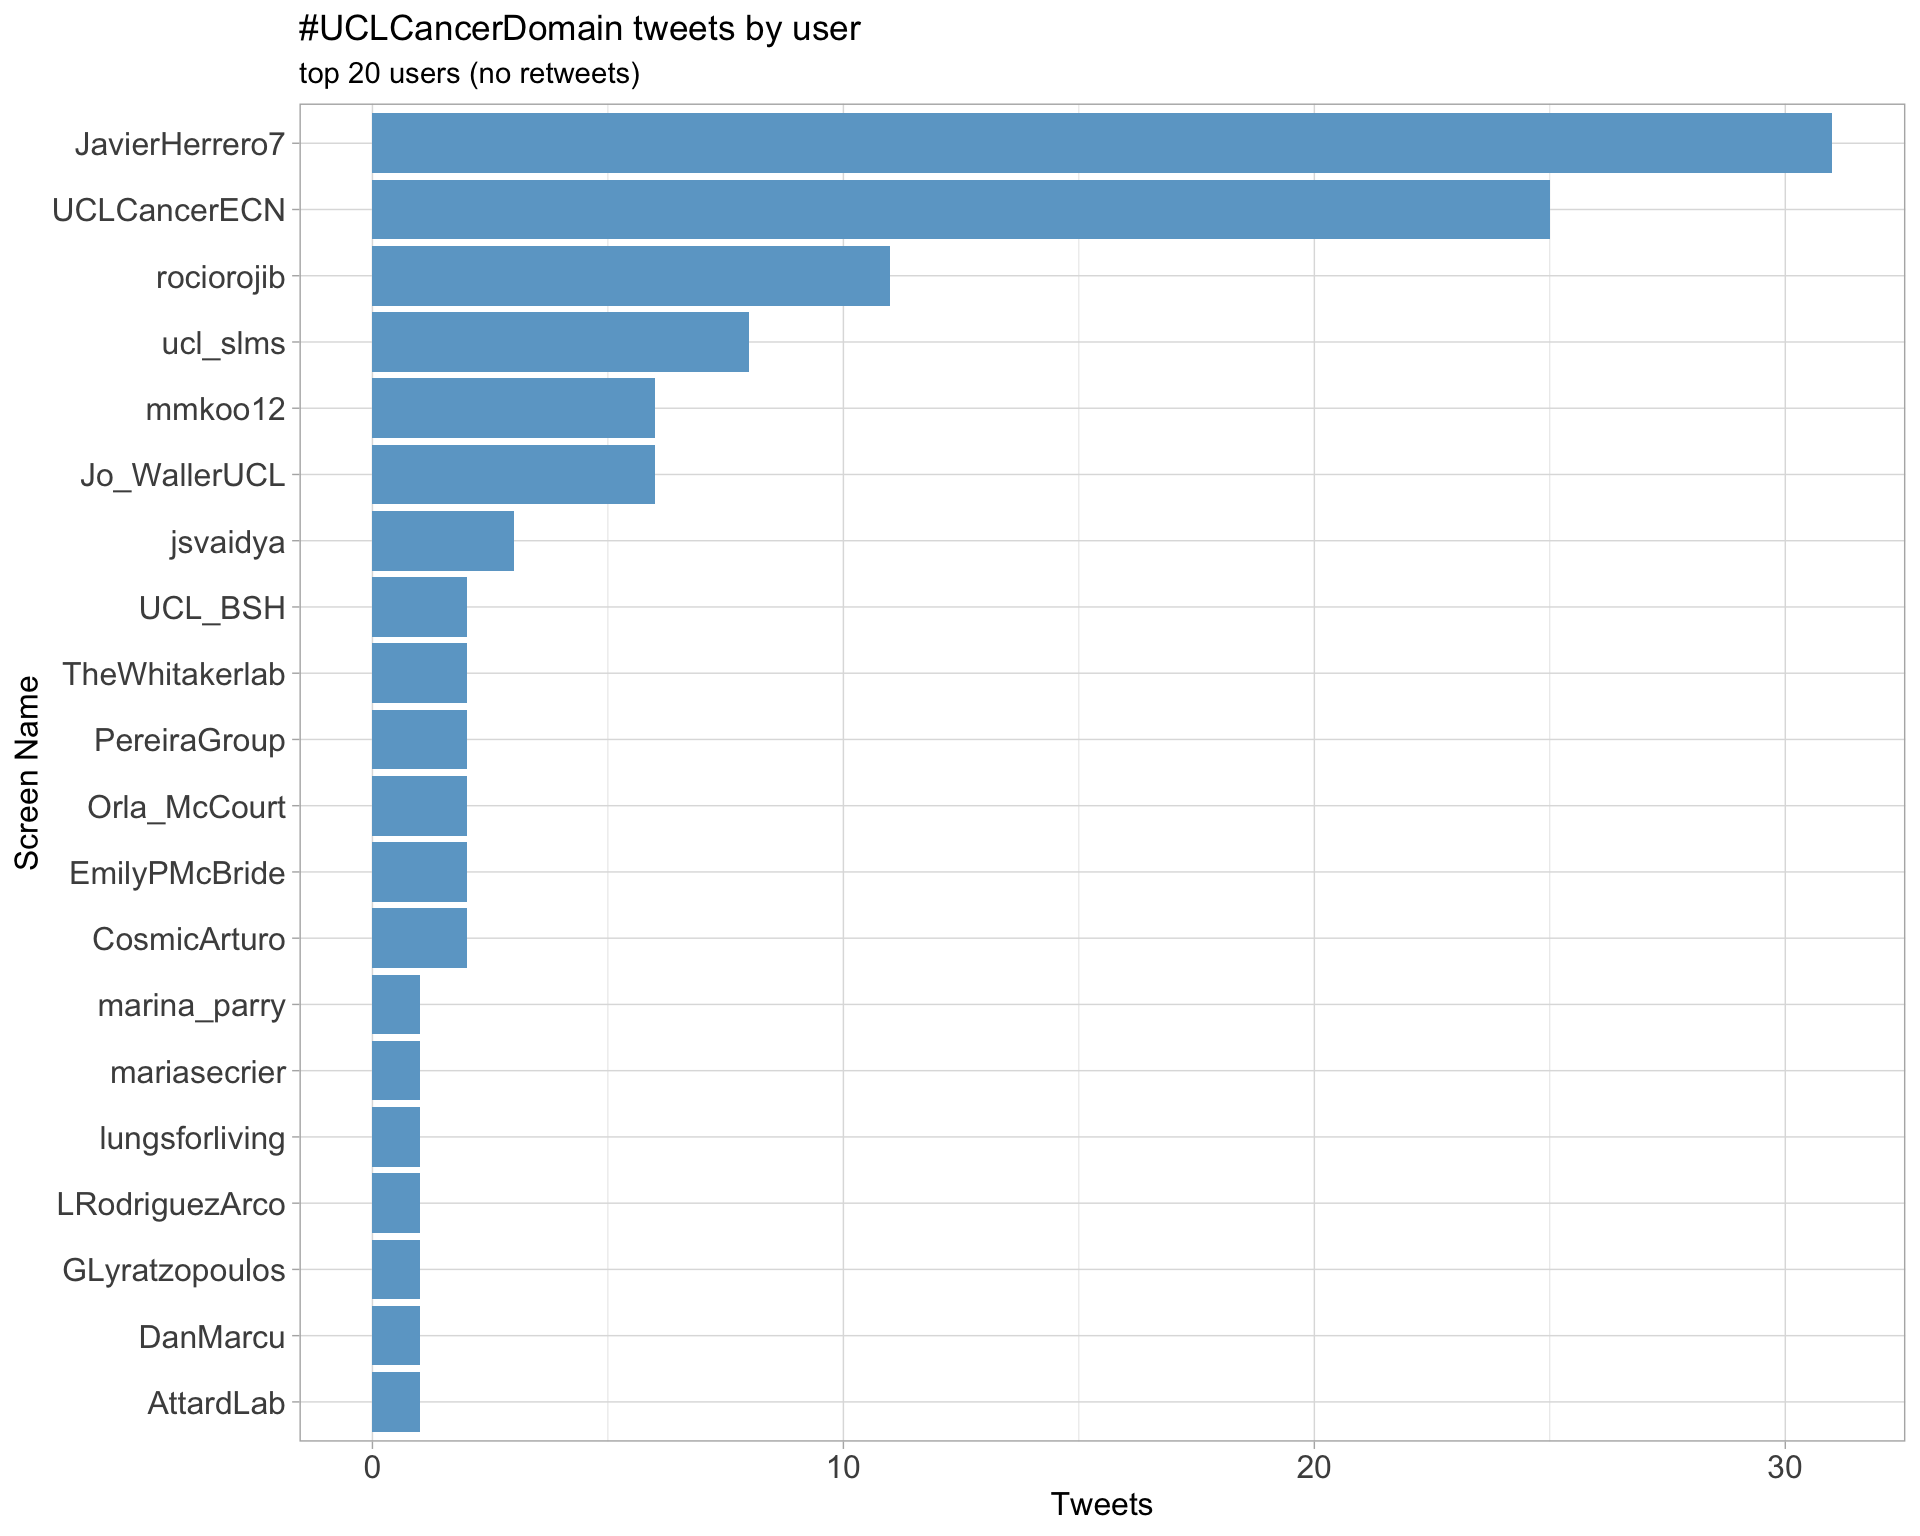 #UCLCancerDomain tweets by user
top 20 users (no retweets)
JavierHerrero7
UCLCancerECN
rociorojib
ucl_slms
mmkoo12
Jo_WallerUCL
jsvaidya
UCL_BSH
TheWhitakerlab
PereiraGroup
Orla_McCourt
EmilyPMcBride
CosmicArturo
marina_parry
mariasecrier
lungsforliving
LRodriguezArco
GLyratzopoulos
DanMarcu
AttardLab
Screen Name
0 10 20 30
Tweets